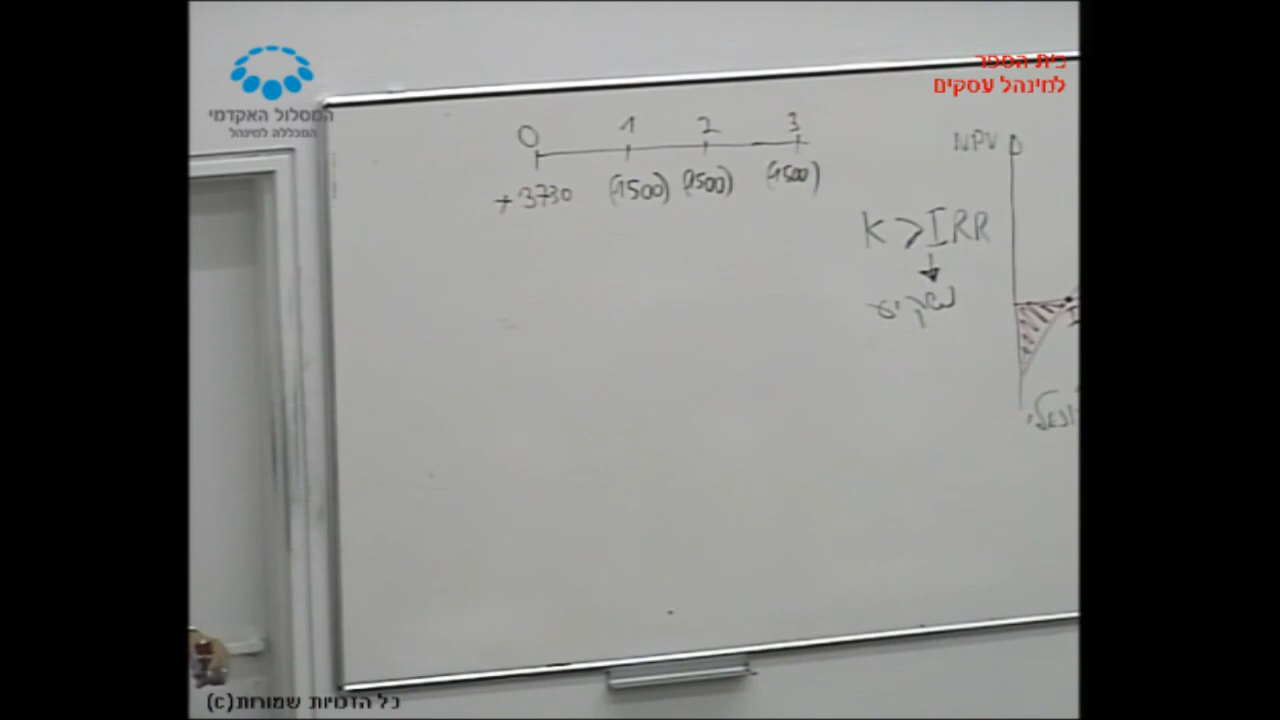 בית הספר
למינהל עסקים
המסלול האקדמי
המכללה למינהל
0 1 2 3
+3730 (1500) (1500) (1500)
K > IRR
נשקיע
NPV
כל הזכויות שמורות(c)